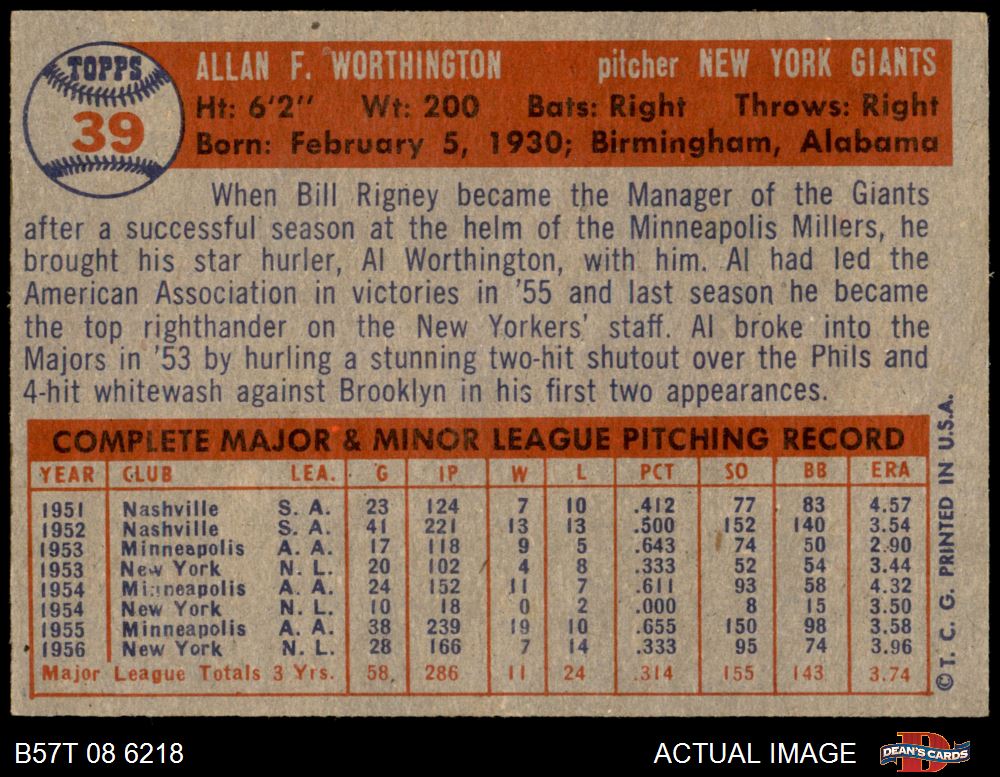 TOPPS
39
ALLAN F. WORTHINGTON pitcher NEW YORK GIANTS
Ht: 6'2" Wt: 200 Bats: Right Throws: Right
Born: February 5, 1930; Birmingham, Alabama
When Bill Rigney became the Manager of the Giants
after a successful season at the helm of the Minneapolis Millers, he
brought his star hurler, Al Worthington, with him. Al had led the
American Association in victories in '55 and last season he became
the top righthander on the New Yorkers' staff. Al broke into the
Majors in '53 by hurling a stunning two-hit shutout over the Phils and
4-hit whitewash against Brooklyn in his first two appearances.
COMPLETE MAJOR & MINOR LEAGUE PITCHING RECORD
YEAR CLUB LEA. G IP W L PCT SO BB ERA
1951 Nashville S. A. 23 124 7 10 .412 77 83 4.57
1952 Nashville S. A. 41 221 13 13 .500 152 140 3.54
1953 Minneapolis A. A. 17 118 9 5 .643 74 50 2.90
1953 New York N. L. 20 102 4 8 .333 52 54 3.44
1954 Minneapolis A. A. 24 152 11 7 .611 93 58 4.32
1954 New York N. L. 10 18 0 2 .000 8 15 3.50
1955 Minneapolis A. A. 38 239 19 10 .655 150 98 3.58
1956 New York N. L. 28 166 7 14 .333 95 74 3.96
Major League Totals 3 Yrs. 58 286 11 24 .314 155 143 3.74
© T. C. G. PRINTED IN U.S.A.
B57T 08 6218 ACTUAL IMAGE DEAN'S CARDS